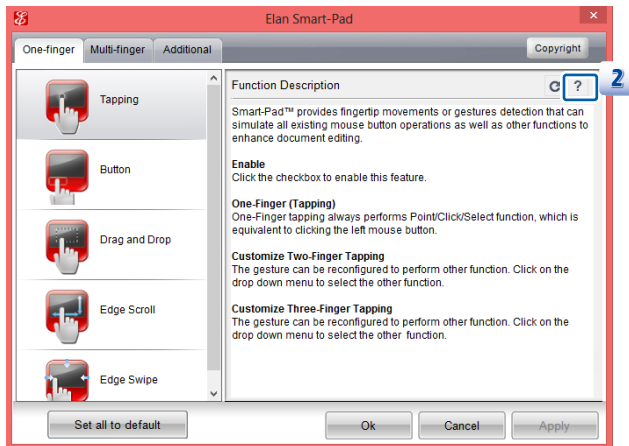 Elan Smart-Pad
×
One-finger Multi-finger Additional Copyright
Tapping
Button
Drag and Drop
Edge Scroll
Edge Swipe
Function Description
?
2
Smart-Pad™ provides fingertip movements or gestures detection that can
simulate all existing mouse button operations as well as other functions to
enhance document editing.
Enable
Click the checkbox to enable this feature.
One-Finger (Tapping)
One-Finger tapping always performs Point/Click/Select function, which is
equivalent to clicking the left mouse button.
Customize Two-Finger Tapping
The gesture can be reconfigured to perform other function. Click on the
drop down menu to select the other function.
Customize Three-Finger Tapping
The gesture can be reconfigured to perform other function. Click on the
drop down menu to select the other function.
Set all to default Ok Cancel Apply